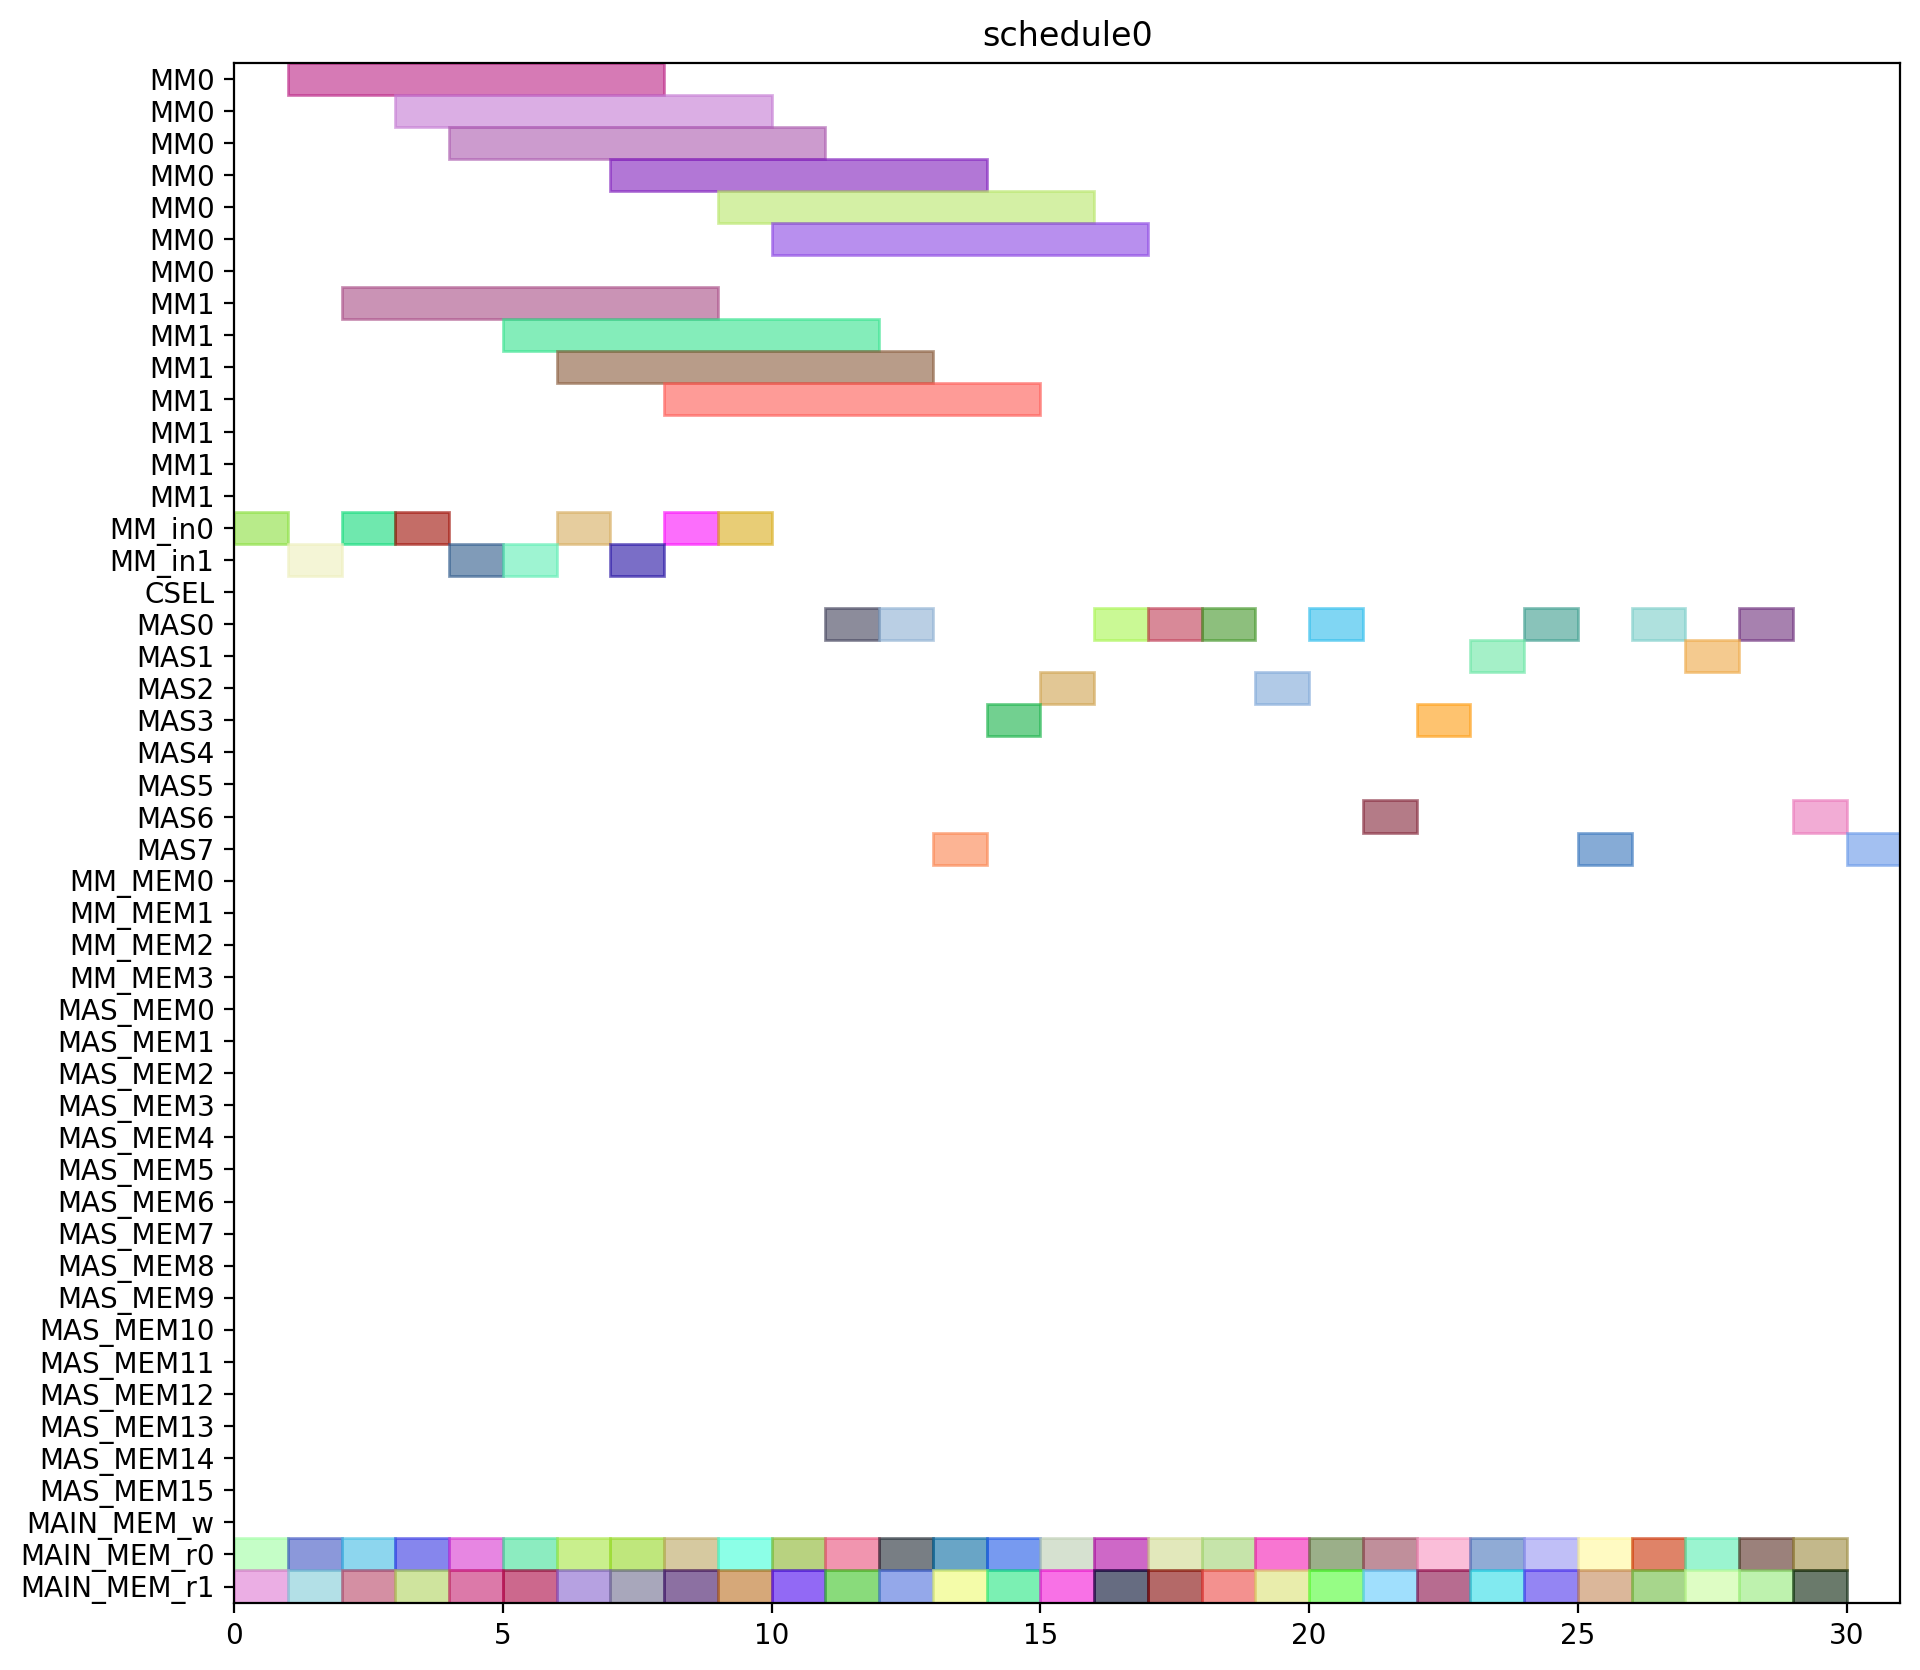 schedule0
MM0
MM0
MM0
MM0
MM0
MM0
MM0
MM1
MM1
MM1
MM1
MM1
MM1
MM1
MM_in0
MM_in1
CSEL
MAS0
MAS1
MAS2
MAS3
MAS4
MAS5
MAS6
MAS7
MM_MEM0
MM_MEM1
MM_MEM2
MM_MEM3
MAS_MEM0
MAS_MEM1
MAS_MEM2
MAS_MEM3
MAS_MEM4
MAS_MEM5
MAS_MEM6
MAS_MEM7
MAS_MEM8
MAS_MEM9
MAS_MEM10
MAS_MEM11
MAS_MEM12
MAS_MEM13
MAS_MEM14
MAS_MEM15
MAIN_MEM_w
MAIN_MEM_r0
MAIN_MEM_r1
0 5 10 15 20 25 30